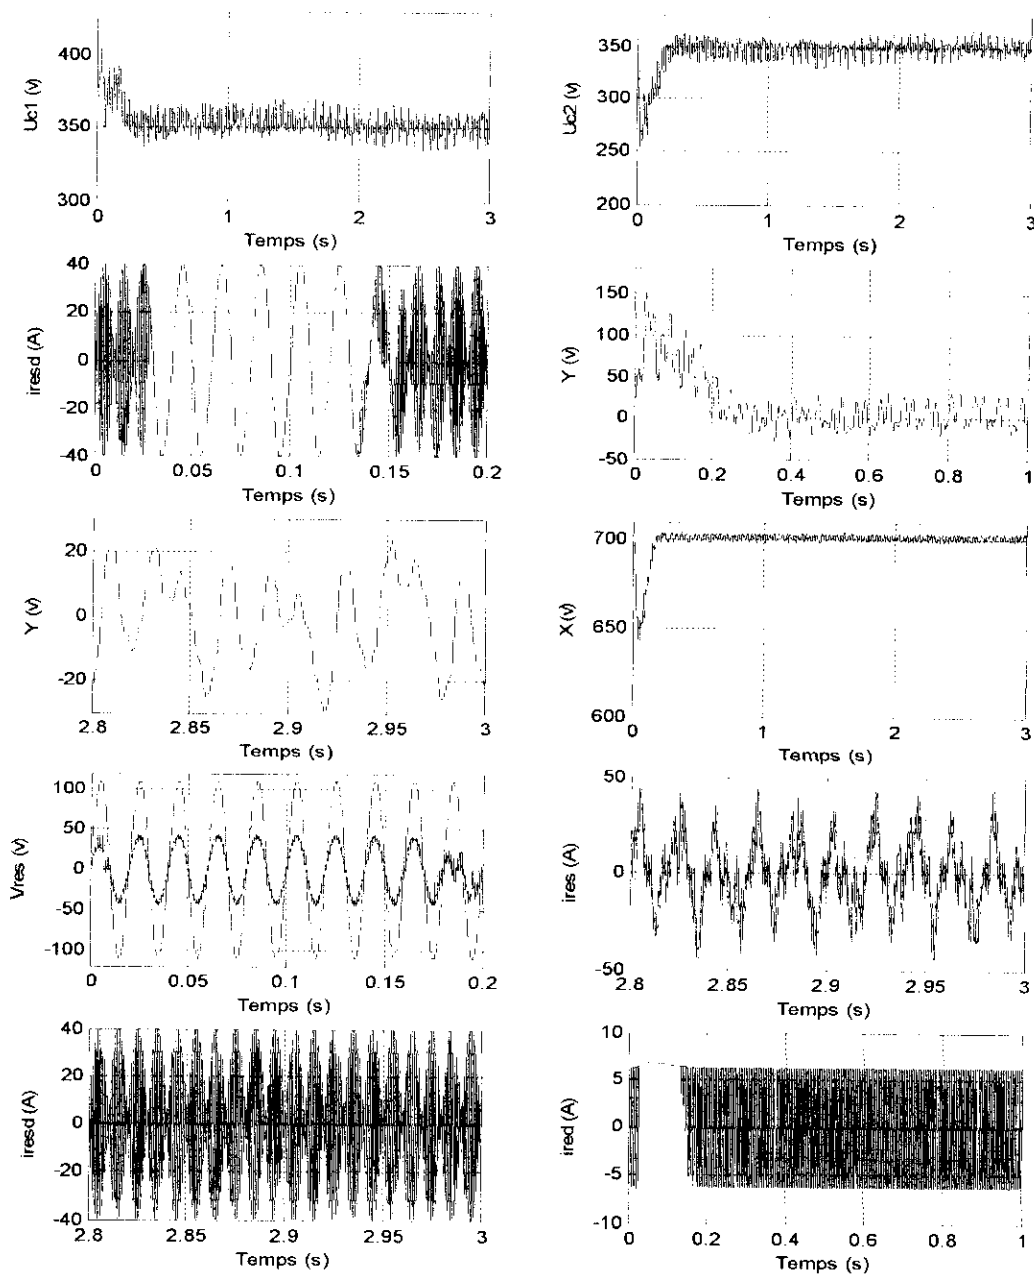 400
350
300
Uc1 (v)
0 1 2 3
Temps (s)
350
300
250
200
Uc2 (v)
0 1 2 3
Temps (s)
40
20
0
-20
-40
iresd (A)
0 0.05 0.1 0.15 0.2
Temps (s)
150
100
50
0
-50
Y (v)
0 0.2 0.4 0.6 0.8 1
Temps (s)
20
0
-20
Y (v)
2.8 2.85 2.9 2.95 3
Temps (s)
700
650
600
X (v)
0 1 2 3
Temps (s)
100
50
0
-50
-100
Vres (v)
0 0.05 0.1 0.15 0.2
Temps (s)
50
0
-50
ires (A)
2.8 2.85 2.9 2.95 3
Temps (s)
40
20
0
-20
-40
iresd (A)
2.8 2.85 2.9 2.95 3
Temps (s)
10
5
0
-5
-10
ired (A)
0 0.2 0.4 0.6 0.8 1
Temps (s)